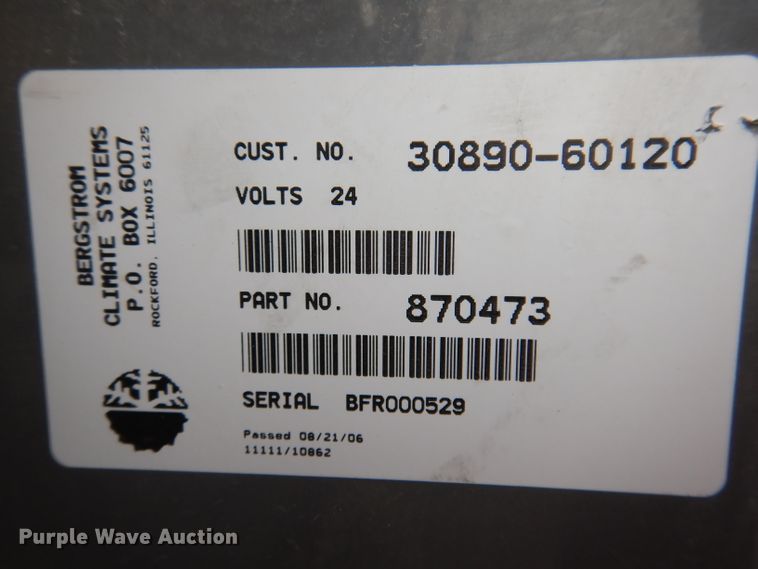 BERGSTROM
CLIMATE SYSTEMS
P.O. BOX 6007
ROCKFORD, ILLINOIS 61125
CUST. NO. 30890-60120
VOLTS 24
PART NO. 870473
SERIAL BFR000529
Passed 08/21/06
11111/10862
Purple Wave Auction